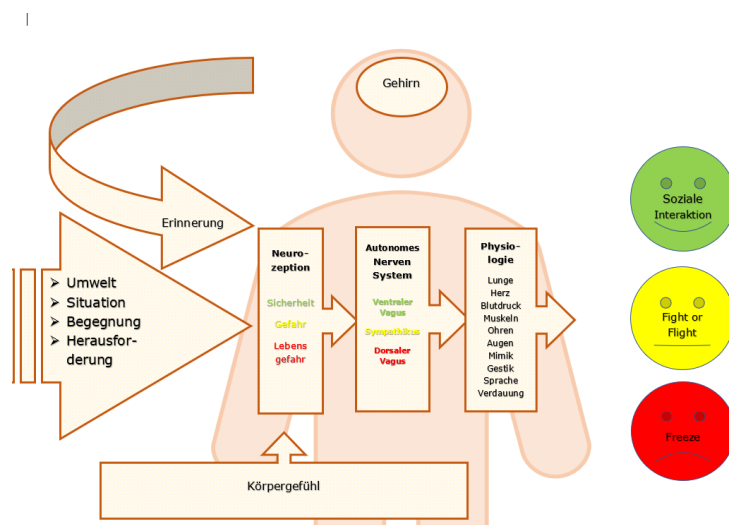 Gehirn
Erinnerung
Umwelt
Situation
Begegnung
Herausfor-
derung
Neuro-
zeption
Sicherheit
Gefahr
Lebens
gefahr
Autonomes
Nerven
System
Ventraler
Vagus
Sympathikus
Dorsaler
Vagus
Physio-
logie
Lunge
Herz
Blutdruck
Muskeln
Ohren
Augen
Mimik
Gestik
Sprache
Verdauung
Körpergefühl
Soziale
Interaktion
Fight or
Flight
Freeze